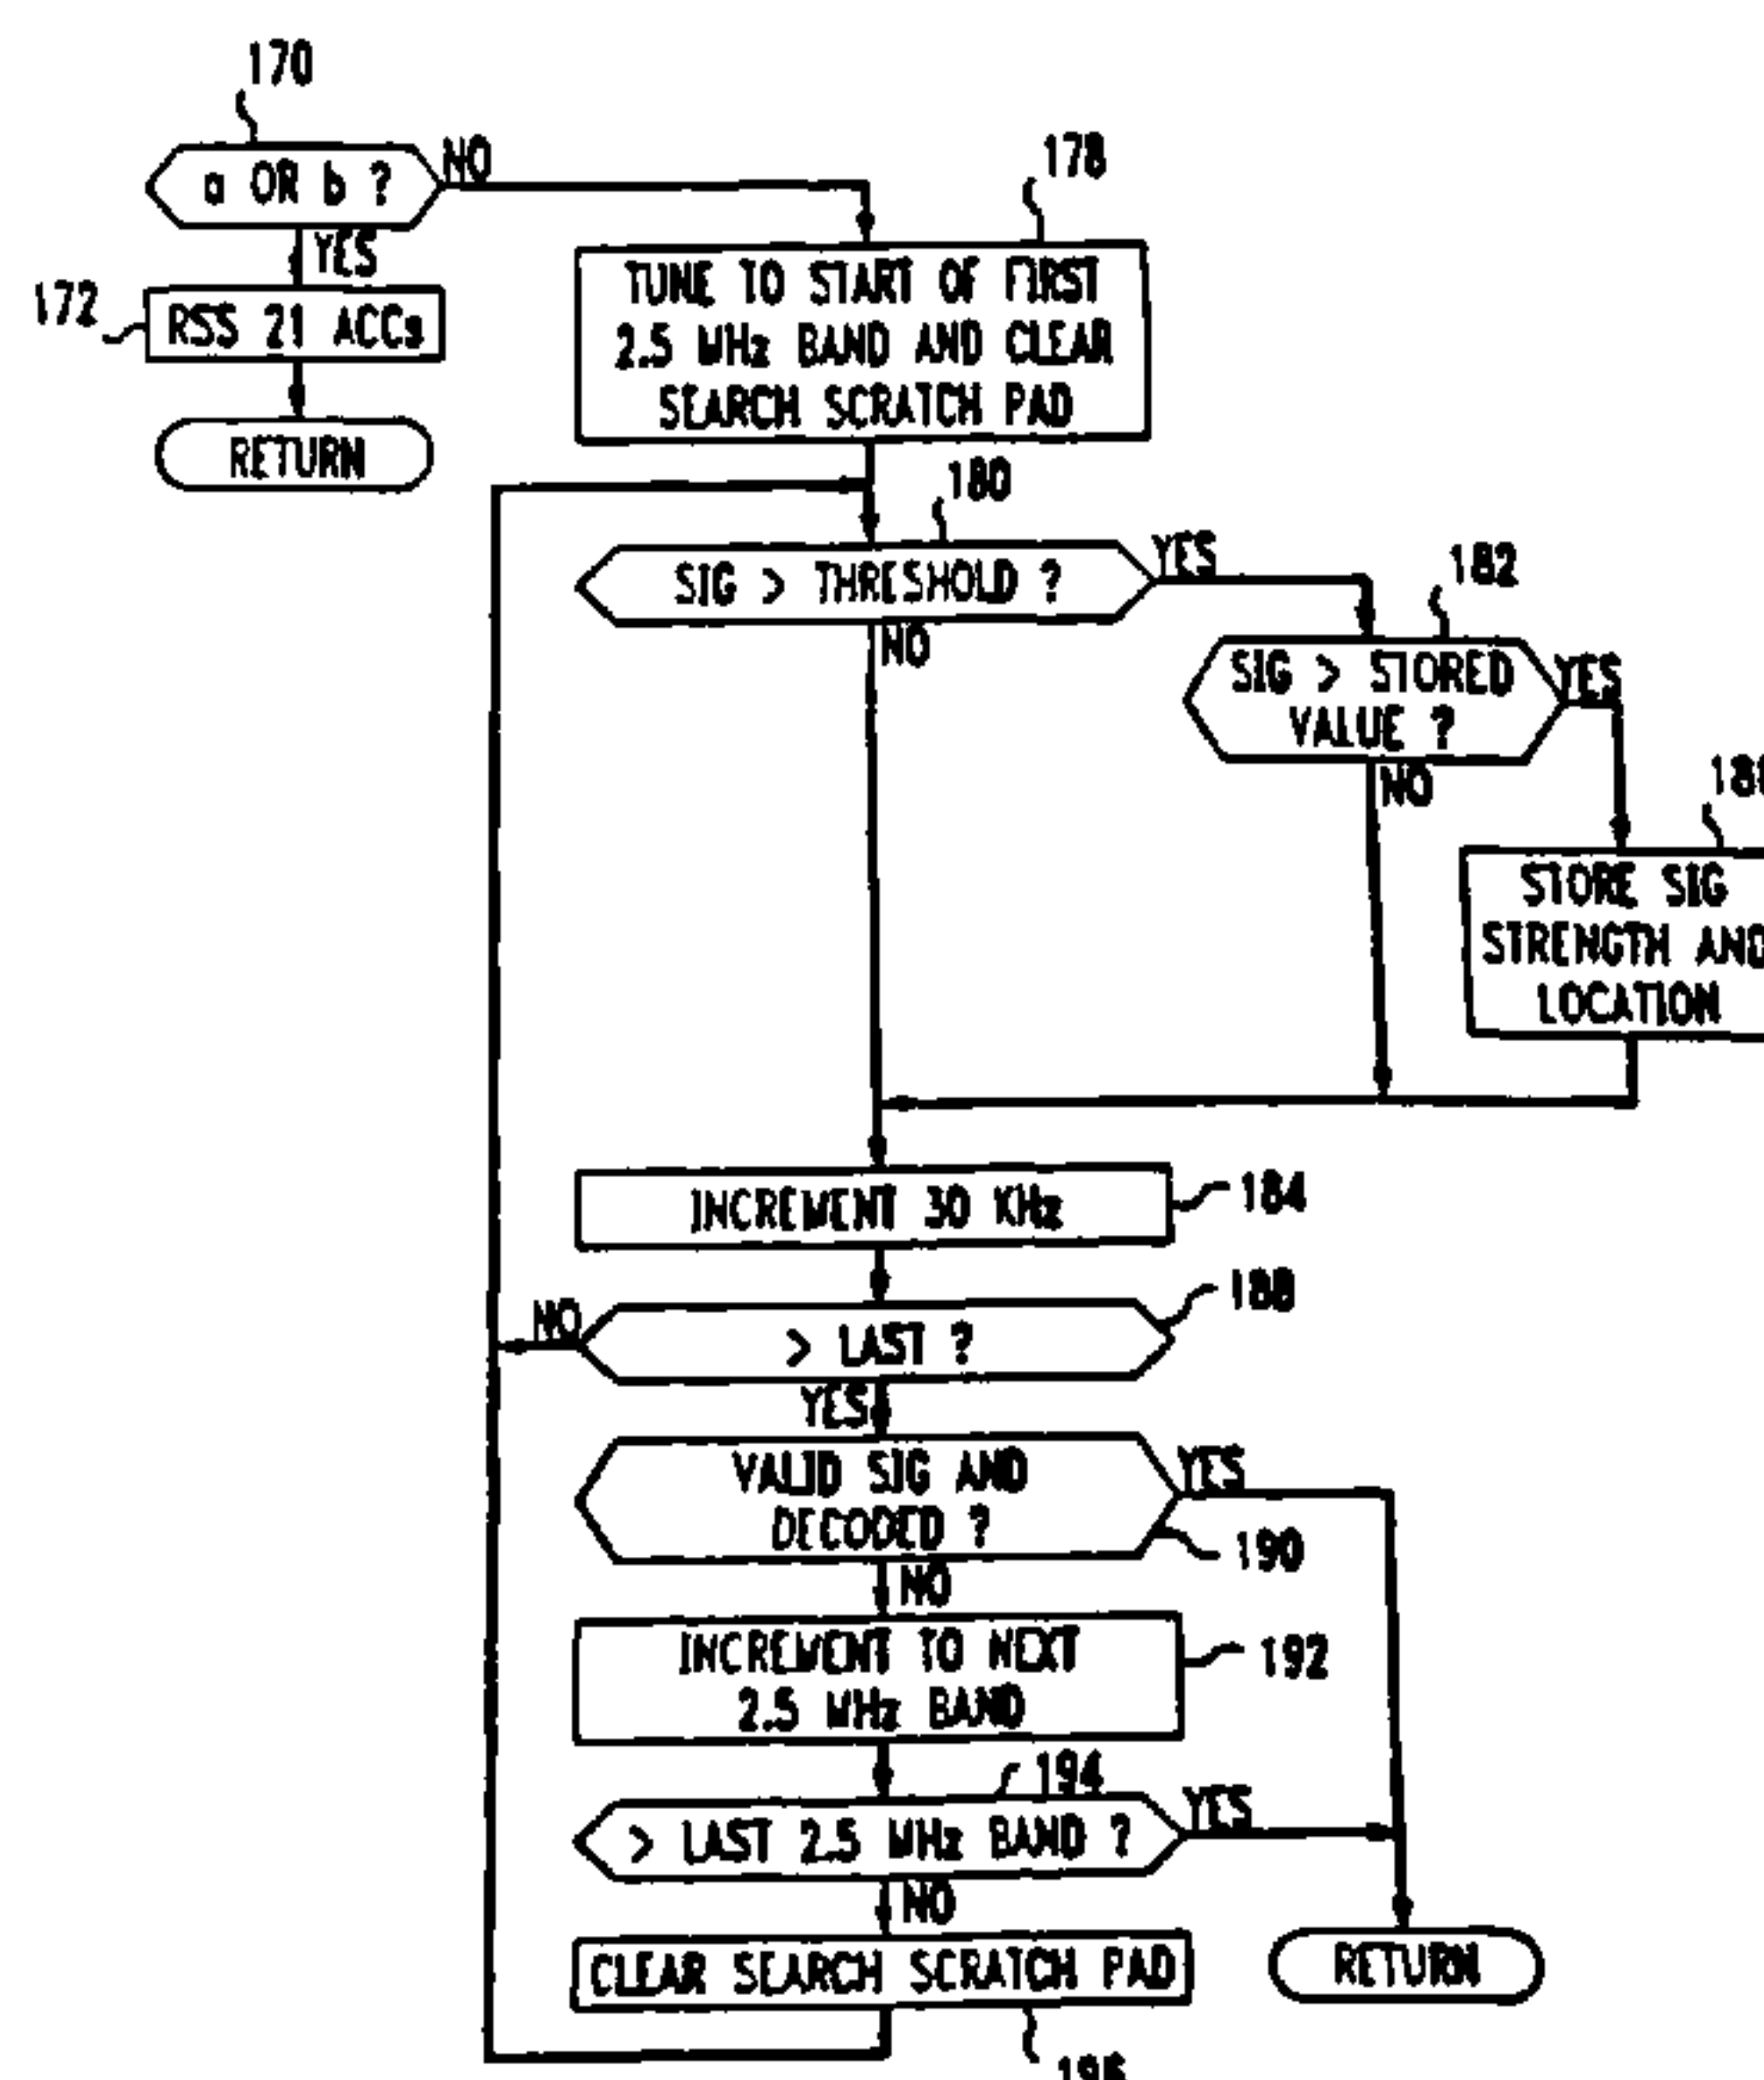 170
a OR b ?
NO
YES
172
RSS 21 ACCs
RETURN
178
TUNE TO START OF FIRST
2.5 MHz BAND AND CLEAR
SEARCH SCRATCH PAD
180
SIG > THRESHOLD ?
YES
NO
182
SIG > STORED
VALUE ?
YES
NO
STORE SIG
STRENGTH AND
LOCATION
INCREMENT 30 KHz
184
188
> LAST ?
NO
YES
VALID SIG AND
DECODED ?
YES
190
NO
INCREMENT TO NEXT
2.5 MHz BAND
192
194
> LAST 2.5 MHz BAND ?
YES
NO
CLEAR SEARCH SCRATCH PAD
RETURN